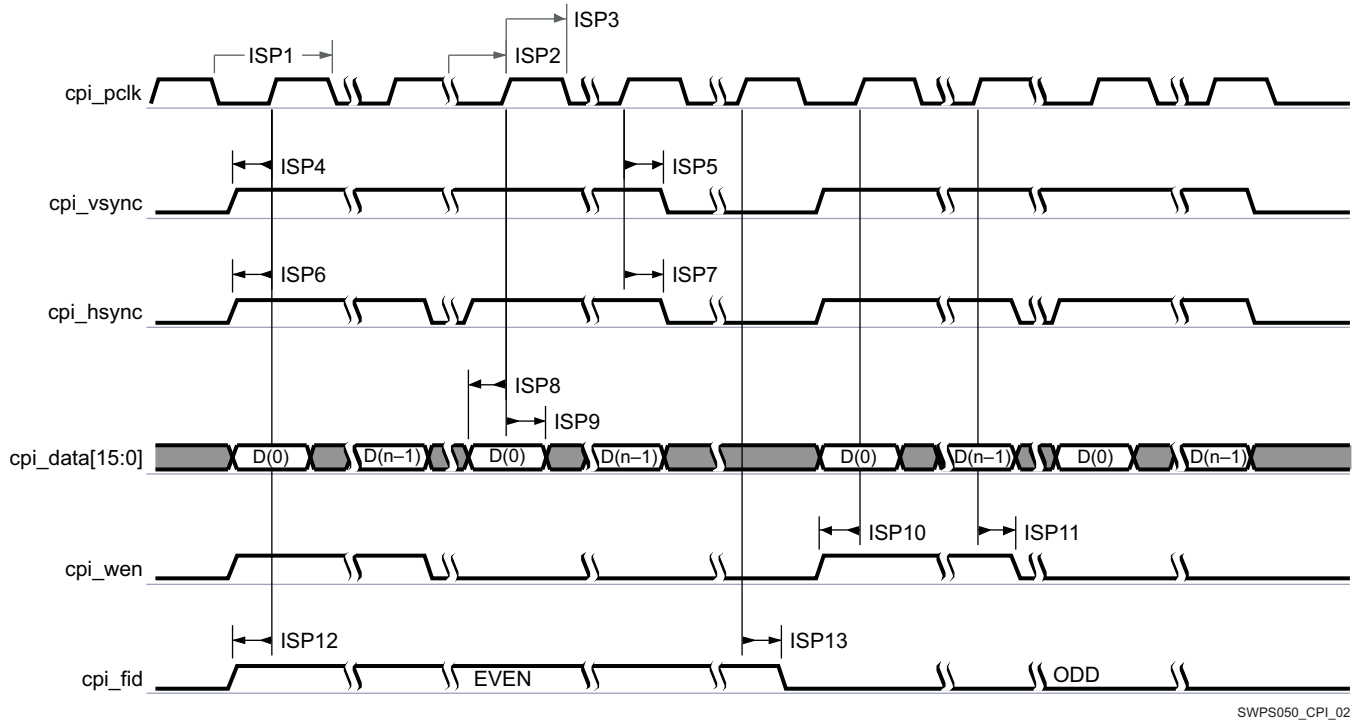 ISP3
ISP1
ISP2
cpi_pclk
ISP4
ISP5
cpi_vsync
ISP6
ISP7
cpi_hsync
ISP8
ISP9
cpi_data[15:0]
D(0)
D(n–1)
D(0)
D(n–1)
D(0)
D(n–1)
D(0)
D(n–1)
ISP10
ISP11
cpi_wen
ISP12
ISP13
cpi_fid
EVEN
ODD
SWPS050_CPI_02